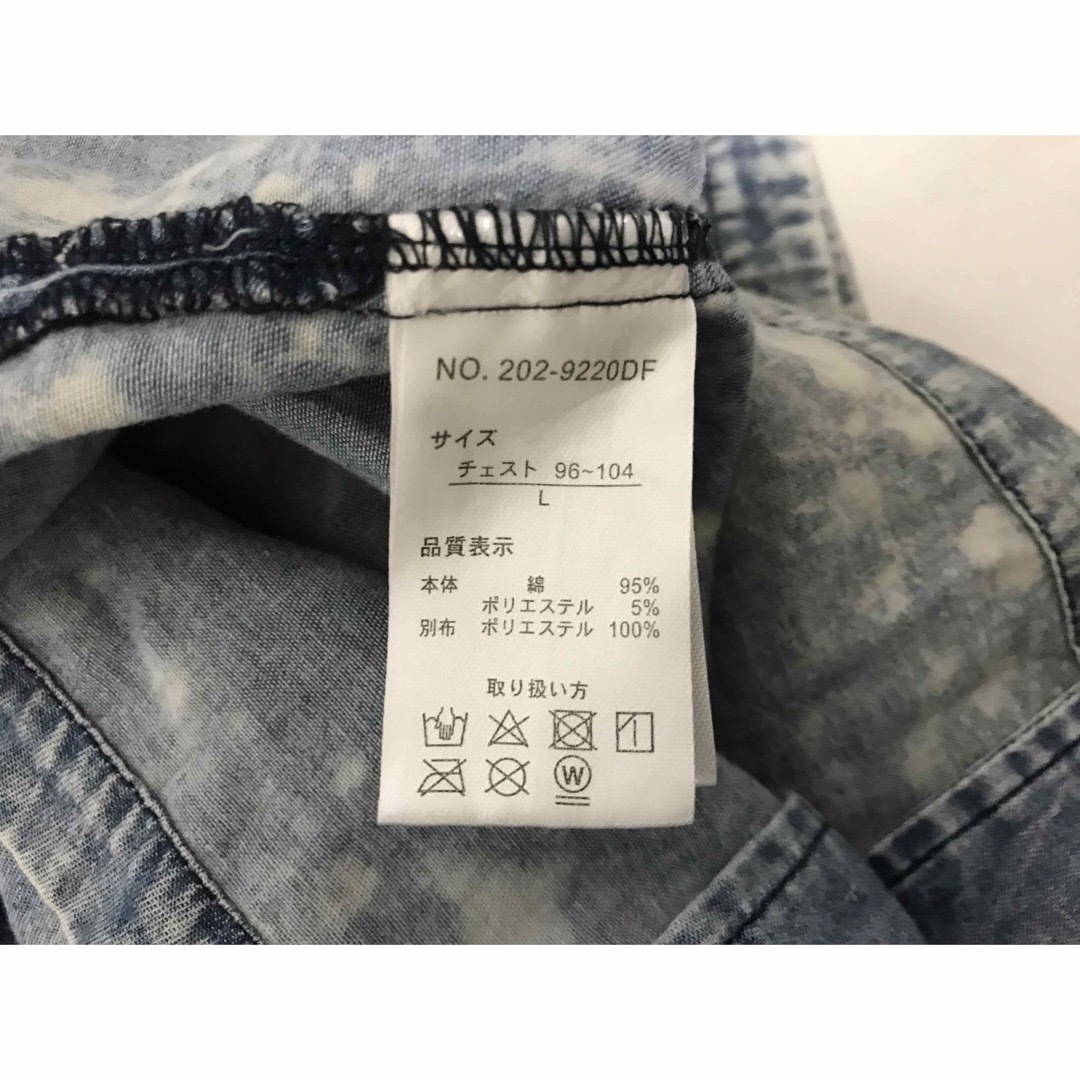 NO. 202-9220DF
サイズ
チェスト 96~104
L
品質表示
本体 綿 95%
ポリエステル 5%
別布 ポリエステル 100%
取り扱い方
W